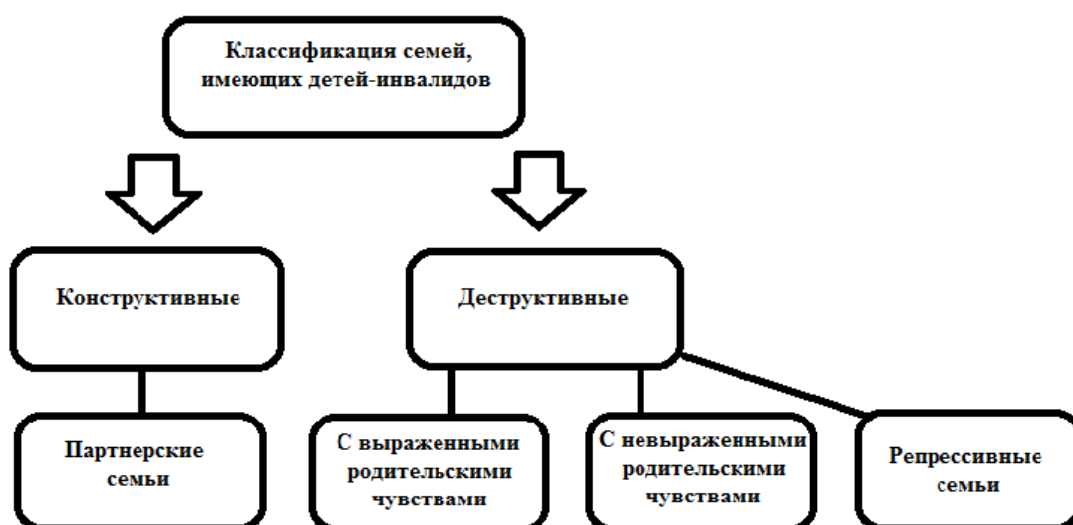 Классификация семей,
имеющих детей-инвалидов
Конструктивные
Деструктивные
Партнерские
семьи
С выраженными
родительскими
чувствами
С невыраженными
родительскими
чувствами
Репрессивные
семьи